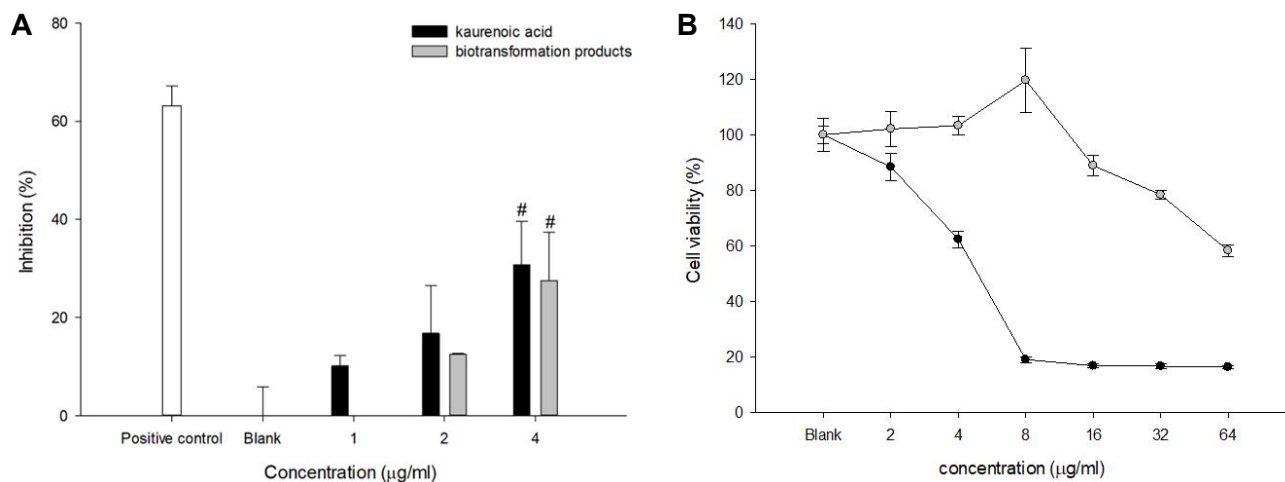 A
80
60
40
20
0
Inhibition (%)
kaurenoic acid
biotransformation products
# #
Positive control Blank 1 2 4
Concentration (µg/ml)
B
140
120
100
80
60
40
20
0
Cell viability (%)
Blank 2 4 8 16 32 64
concentration (µg/ml)